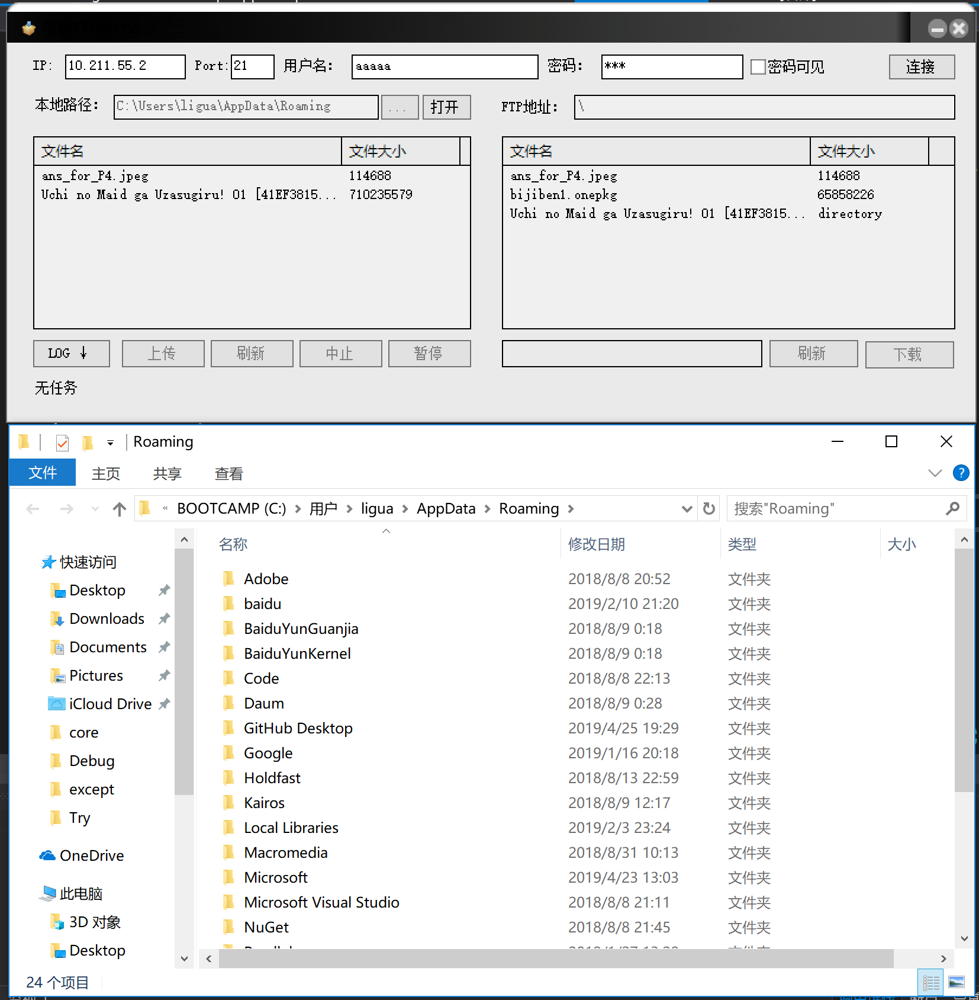 IP: 10.211.55.2 Port: 21 用户名: aaaaa 密码: *** 密码可见 连接
本地路径: C:\Users\ligua\AppData\Roaming ... 打开 FTP地址: \
文件名 文件大小 文件名 文件大小
ans_for_P4.jpeg 114688 ans_for_P4.jpeg 114688
Uchi no Maid ga Uzasugiru! 01 [41EF3815... 710235579 bijiben1.onepkg 65858226
Uchi no Maid ga Uzasugiru! 01 [41EF3815... directory
LOG ↓ 上传 刷新 中止 暂停 刷新 下载
无任务
Roaming
文件 主页 共享 查看
« BOOTCAMP (C:) > 用户 > ligua > AppData > Roaming > 搜索"Roaming"
名称 修改日期 类型 大小
快速访问
Desktop
Downloads
Documents
Pictures
iCloud Drive
core
Debug
except
Try
OneDrive
此电脑
3D 对象
Desktop
Adobe 2018/8/8 20:52 文件夹
baidu 2019/2/10 21:20 文件夹
BaiduYunGuanjia 2018/8/9 0:18 文件夹
BaiduYunKernel 2018/8/9 0:18 文件夹
Code 2018/8/8 22:13 文件夹
Daum 2018/8/9 0:28 文件夹
GitHub Desktop 2019/4/25 19:29 文件夹
Google 2019/1/16 20:18 文件夹
Holdfast 2018/8/13 22:59 文件夹
Kairos 2018/8/9 12:17 文件夹
Local Libraries 2019/2/3 23:24 文件夹
Macromedia 2018/8/31 10:13 文件夹
Microsoft 2019/4/23 13:03 文件夹
Microsoft Visual Studio 2018/8/8 21:11 文件夹
NuGet 2018/8/8 21:45 文件夹
24 个项目